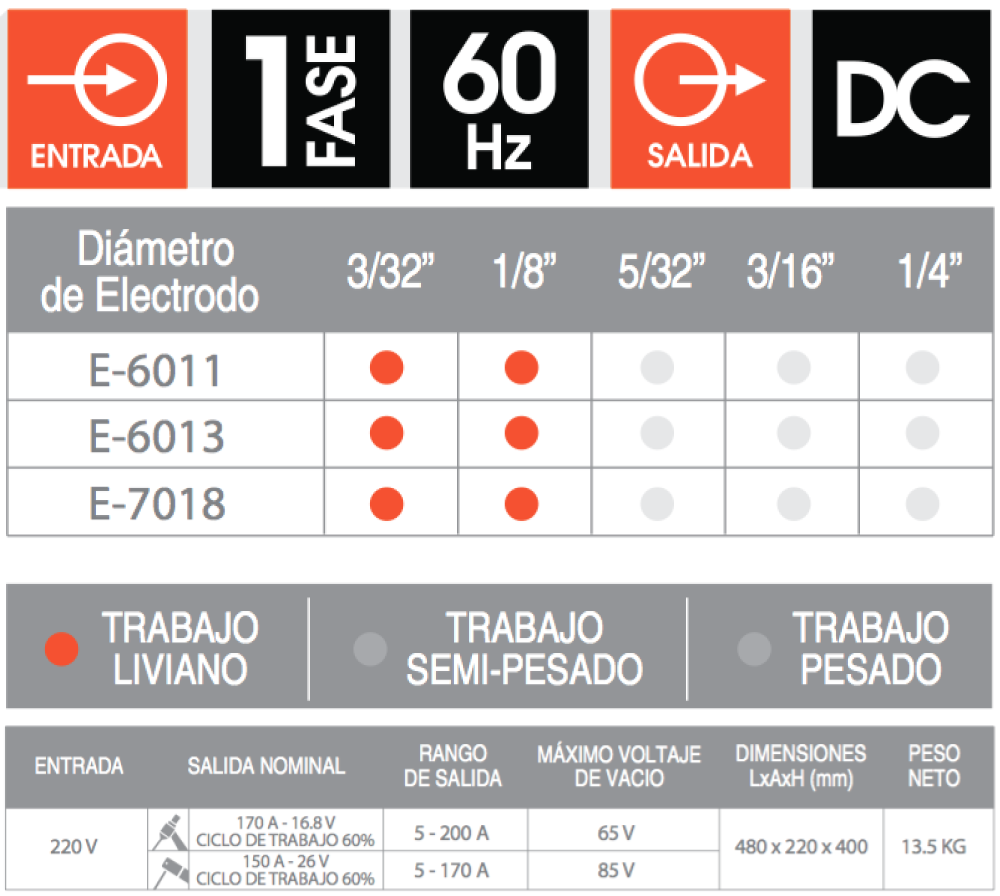 ENTRADA
1 FASE
60
Hz
SALIDA
DC
Diámetro
de Electrodo
3/32” 1/8” 5/32” 3/16” 1/4”
E-6011
E-6013
E-7018
TRABAJO
LIVIANO
TRABAJO
SEMI-PESADO
TRABAJO
PESADO
ENTRADA
SALIDA NOMINAL
RANGO
DE SALIDA
MÁXIMO VOLTAJE
DE VACIO
DIMENSIONES
LxAxH (mm)
PESO
NETO
220 V
170 A - 16.8 V
CICLO DE TRABAJO 60%
5 - 200 A
65 V
150 A - 26 V
CICLO DE TRABAJO 60%
5 - 170 A
85 V
480 x 220 x 400
13.5 KG